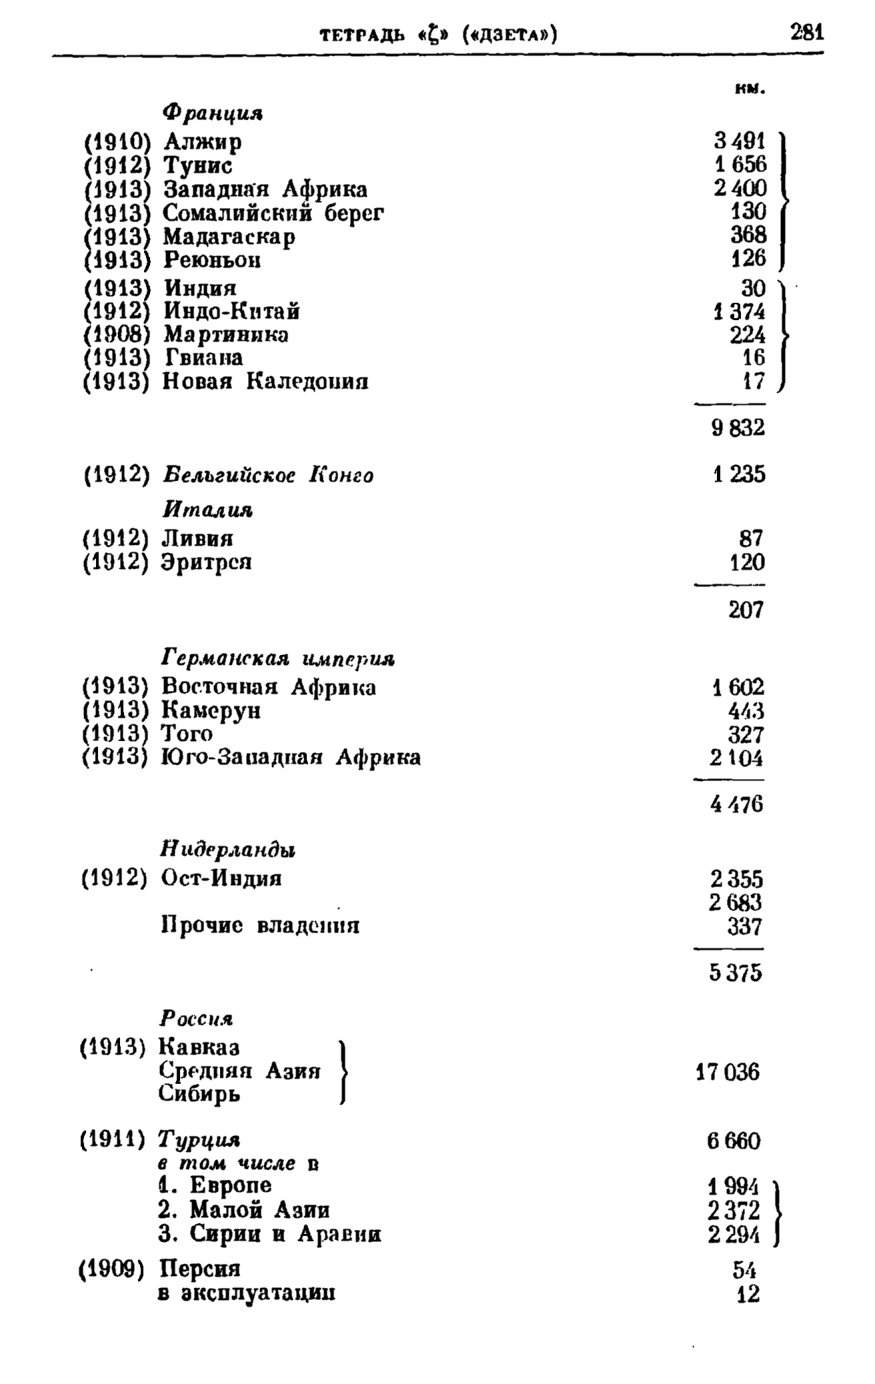 ТЕТРАДЬ «ζ» («ДЗЕТА») 281
км.
Франция
(1910) Алжир 3 491
(1912) Тунис 1 656
(1913) Западная Африка 2 400
(1913) Сомалийский берег 130
(1913) Мадагаскар 368
(1913) Реюньон 126
(1913) Индия 30
(1912) Индо-Китай 1 374
(1908) Мартиника 224
(1913) Гвиана 16
(1913) Новая Каледония 17
9 832
(1912) Бельгийское Конго 1 235
Италия
(1912) Ливия 87
(1912) Эритрея 120
207
Германская империя
(1913) Восточная Африка 1 602
(1913) Камерун 443
(1913) Того 327
(1913) Юго-Западная Африка 2 104
4 476
Нидерланды
(1912) Ост-Индия 2 355
2 683
Прочие владения 337
5 375
Россия
(1913) Кавказ
Средняя Азия 17 036
Сибирь
(1911) Турция 6 660
в том числе в
1. Европе 1 994
2. Малой Азии 2 372
3. Сирии и Аравии 2 294
(1909) Персия 54
в эксплуатации 12